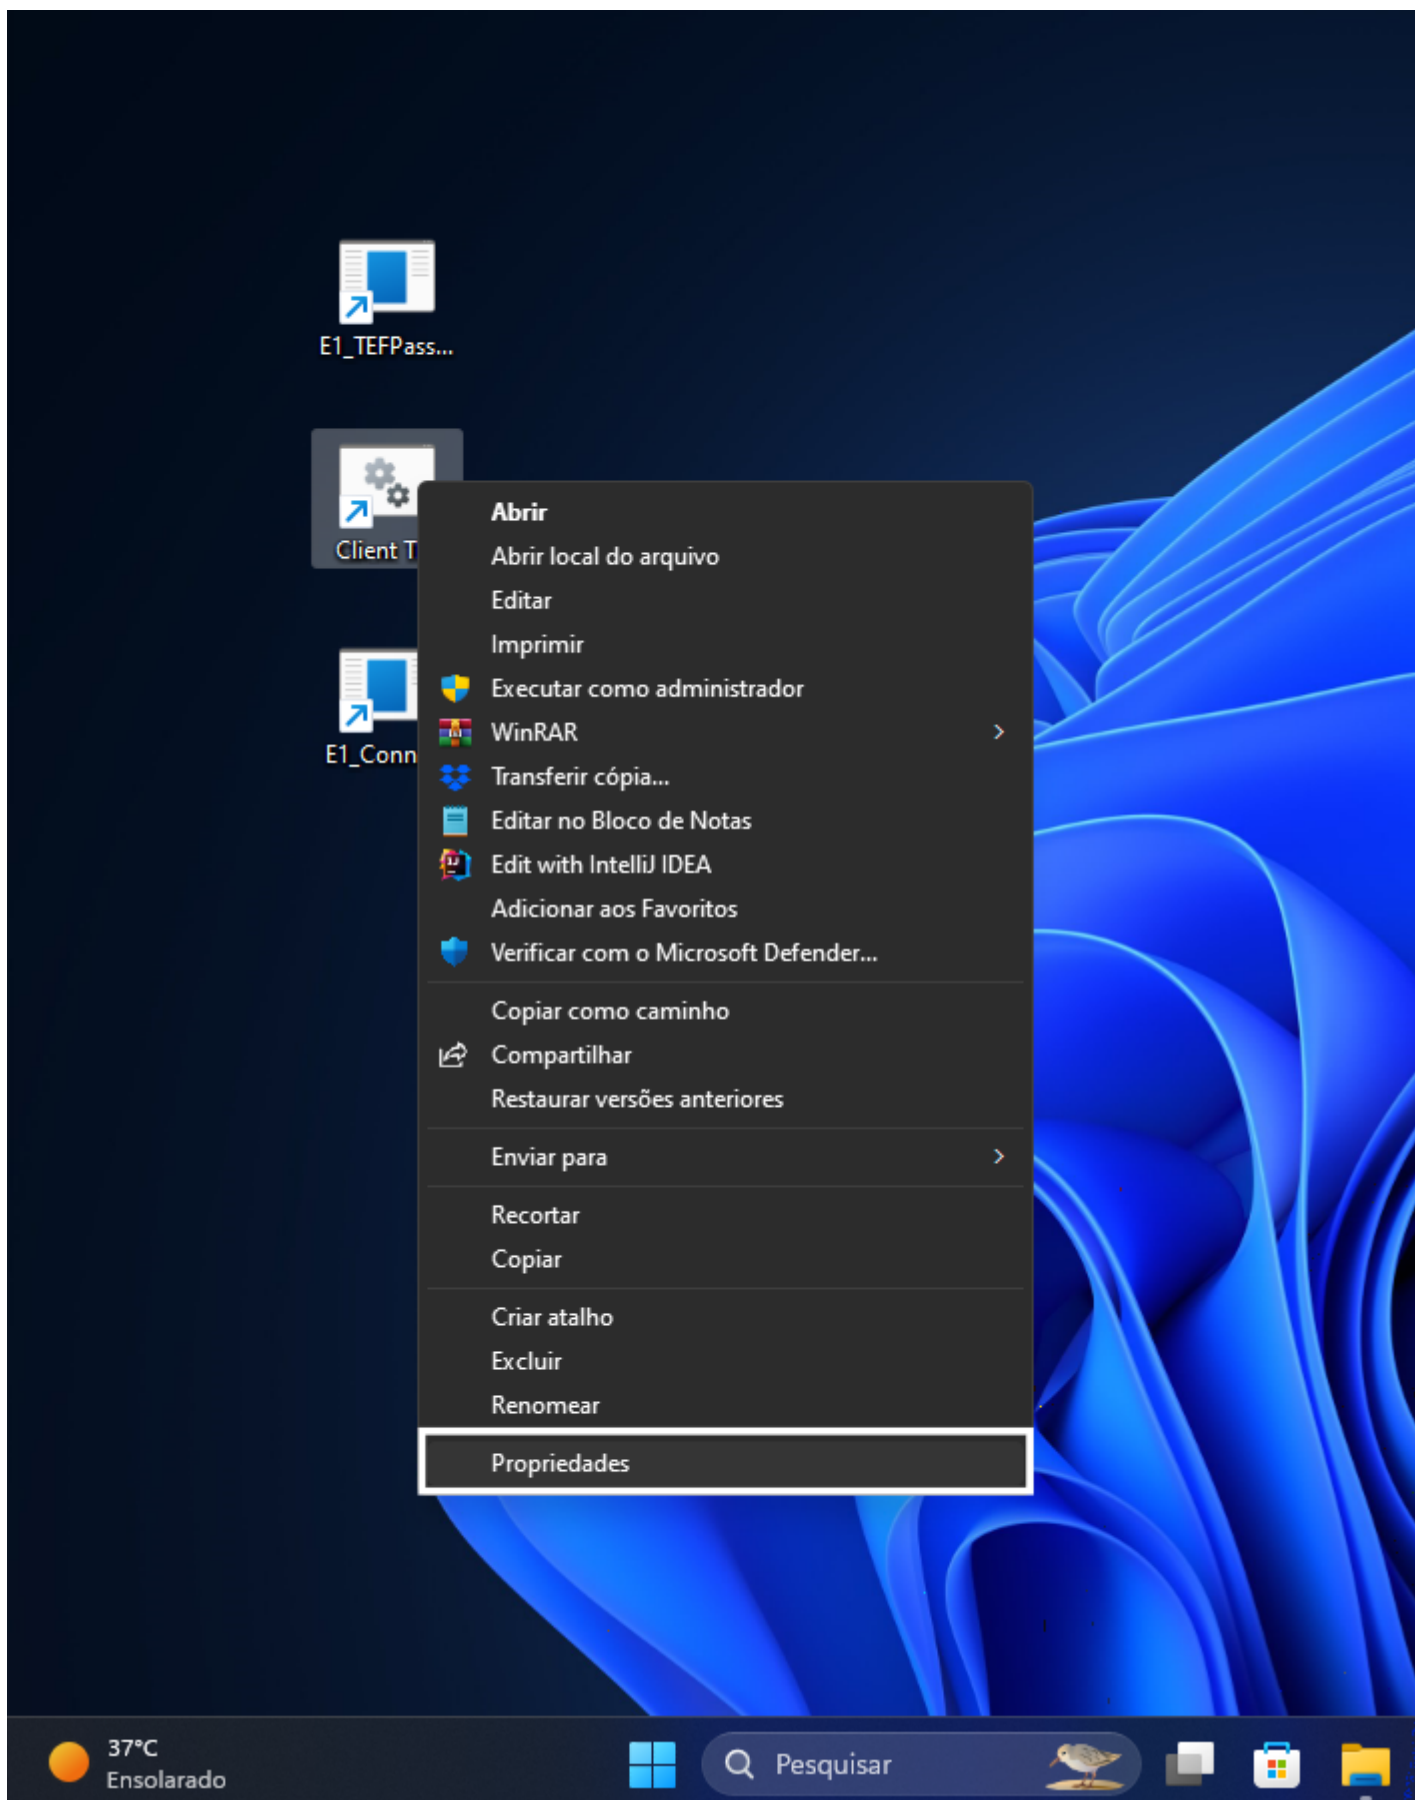 E1_TEFPass...
Client T
E1_Conn
Abrir
Abrir local do arquivo
Editar
Imprimir
Executar como administrador
WinRAR
Transferir cópia...
Editar no Bloco de Notas
Edit with IntelliJ IDEA
Adicionar aos Favoritos
Verificar com o Microsoft Defender...
Copiar como caminho
Compartilhar
Restaurar versões anteriores
Enviar para
Recortar
Copiar
Criar atalho
Excluir
Renomear
Propriedades
37°C
Ensolarado
Pesquisar